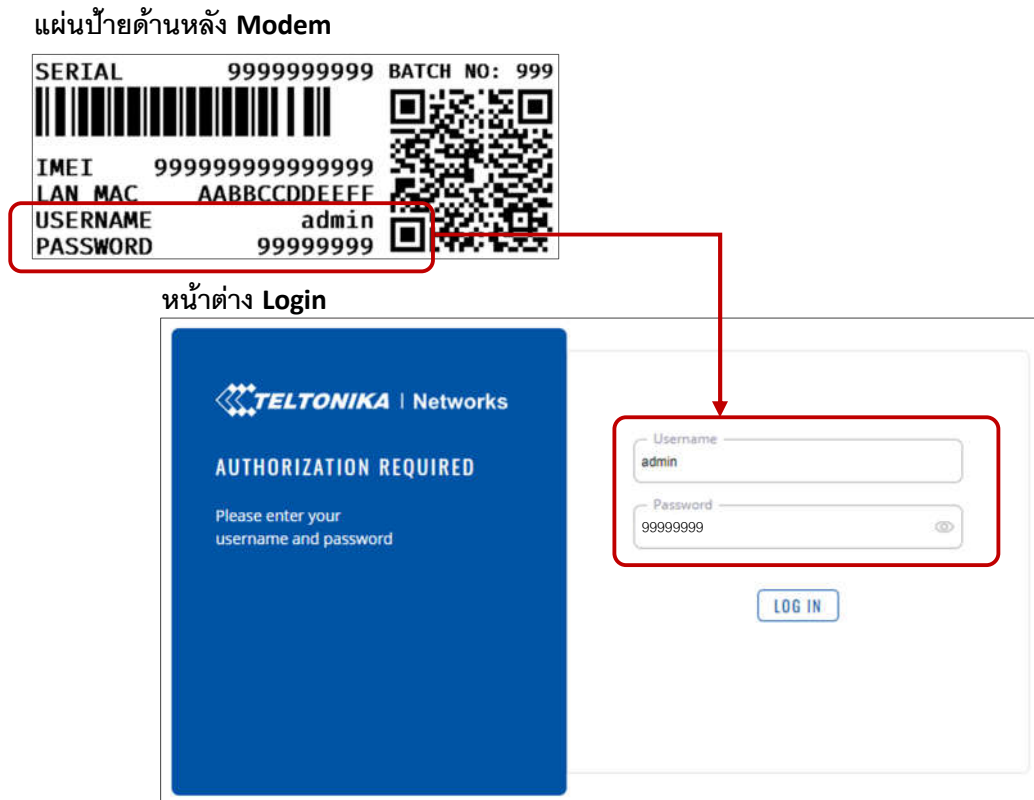 แผ่นป้ายด้านหลัง Modem
SERIAL 9999999999 BATCH NO: 999
IMEI 999999999999999
LAN MAC AABBCCDDEEFF
USERNAME admin
PASSWORD 99999999
หน้าต่าง Login
TELTONIKA | Networks
AUTHORIZATION REQUIRED
Please enter your
username and password
Username
admin
Password
99999999
LOG IN